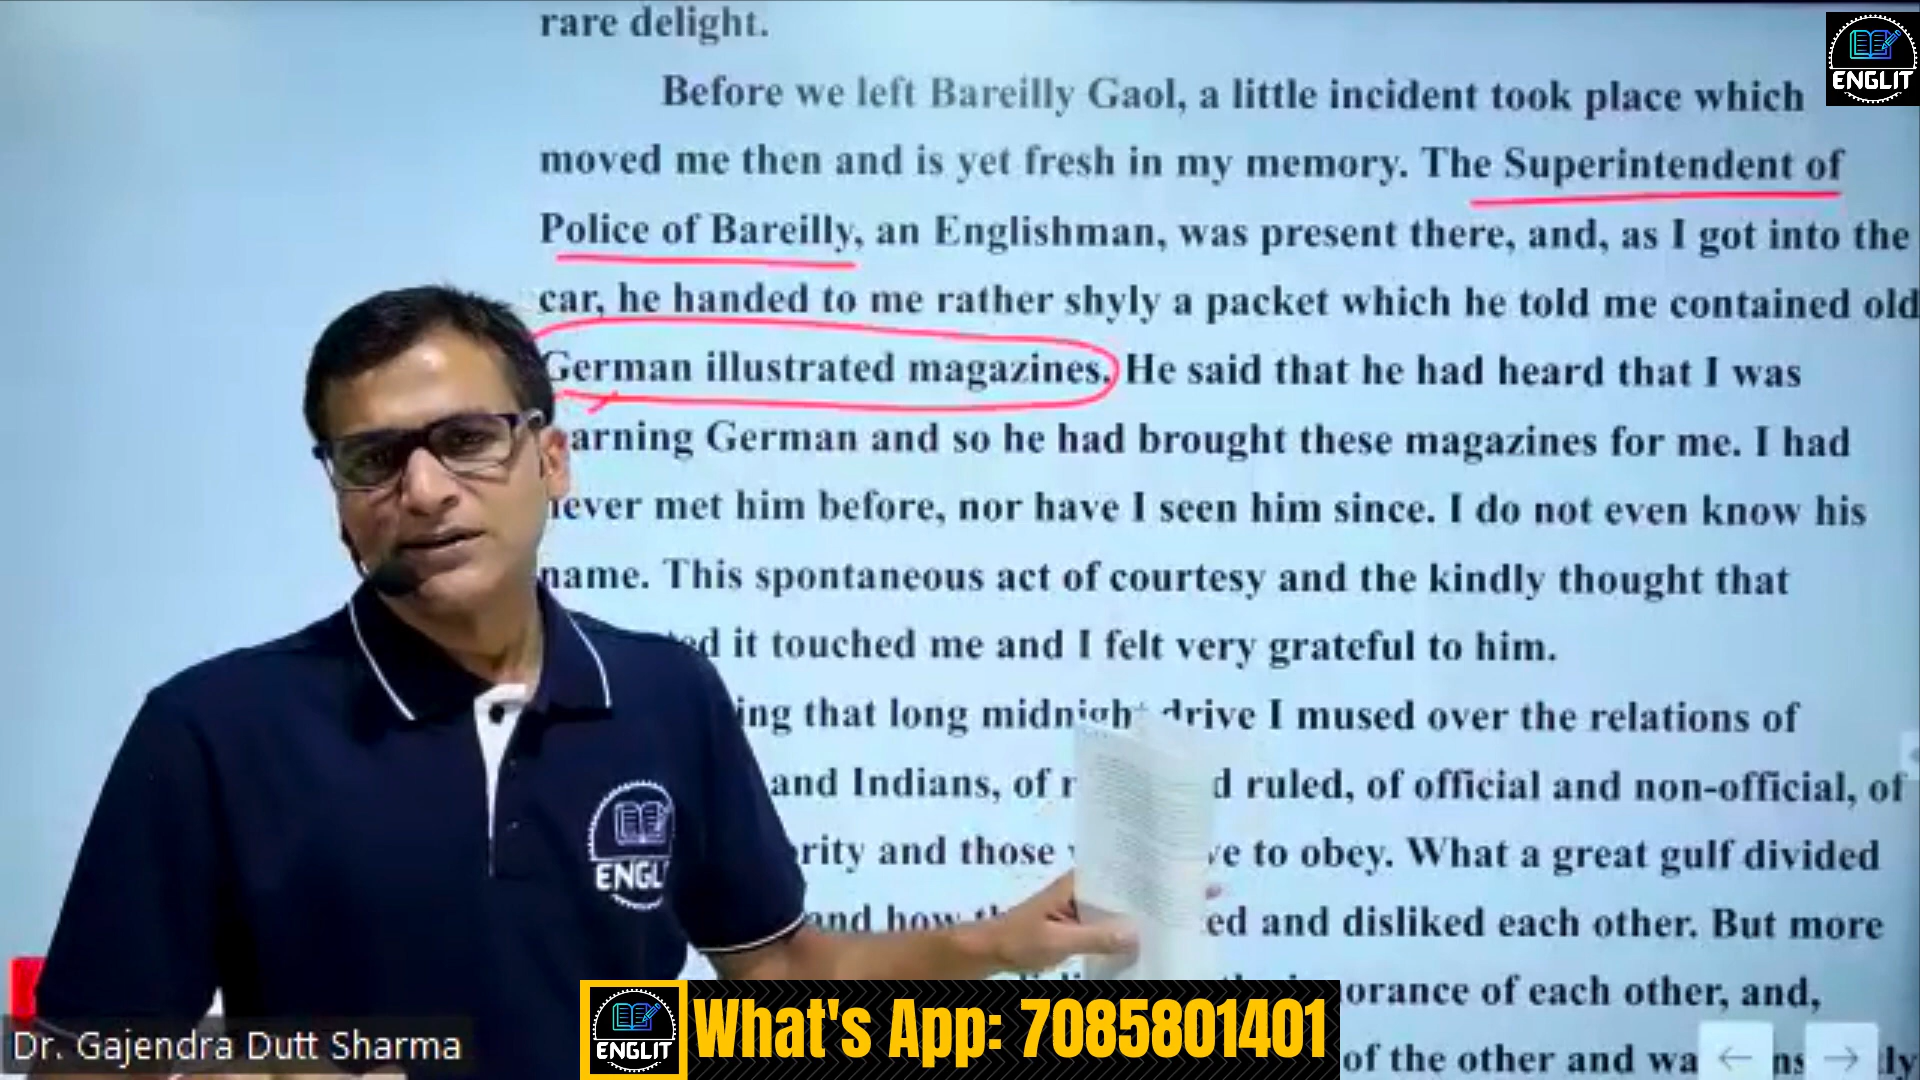 rare delight.
Before we left Bareilly Gaol, a little incident took place which
moved me then and is yet fresh in my memory. The Superintendent of
Police of Bareilly, an Englishman, was present there, and, as I got into the
car, he handed to me rather shyly a packet which he told me contained old
German illustrated magazines. He said that he had heard that I was
arning German and so he had brought these magazines for me. I had
never met him before, nor have I seen him since. I do not even know his
name. This spontaneous act of courtesy and the kindly thought that
ed it touched me and I felt very grateful to him.
ing that long midnight drive I mused over the relations of
and Indians, of r d ruled, of official and non-official, of
rity and those ve to obey. What a great gulf divided
and how ed and disliked each other. But more
orance of each other, and,
of the other and wa ns ly
ENGLIT
ENGLIT
Dr. Gajendra Dutt Sharma
ENGLIT
What's App: 7085801401